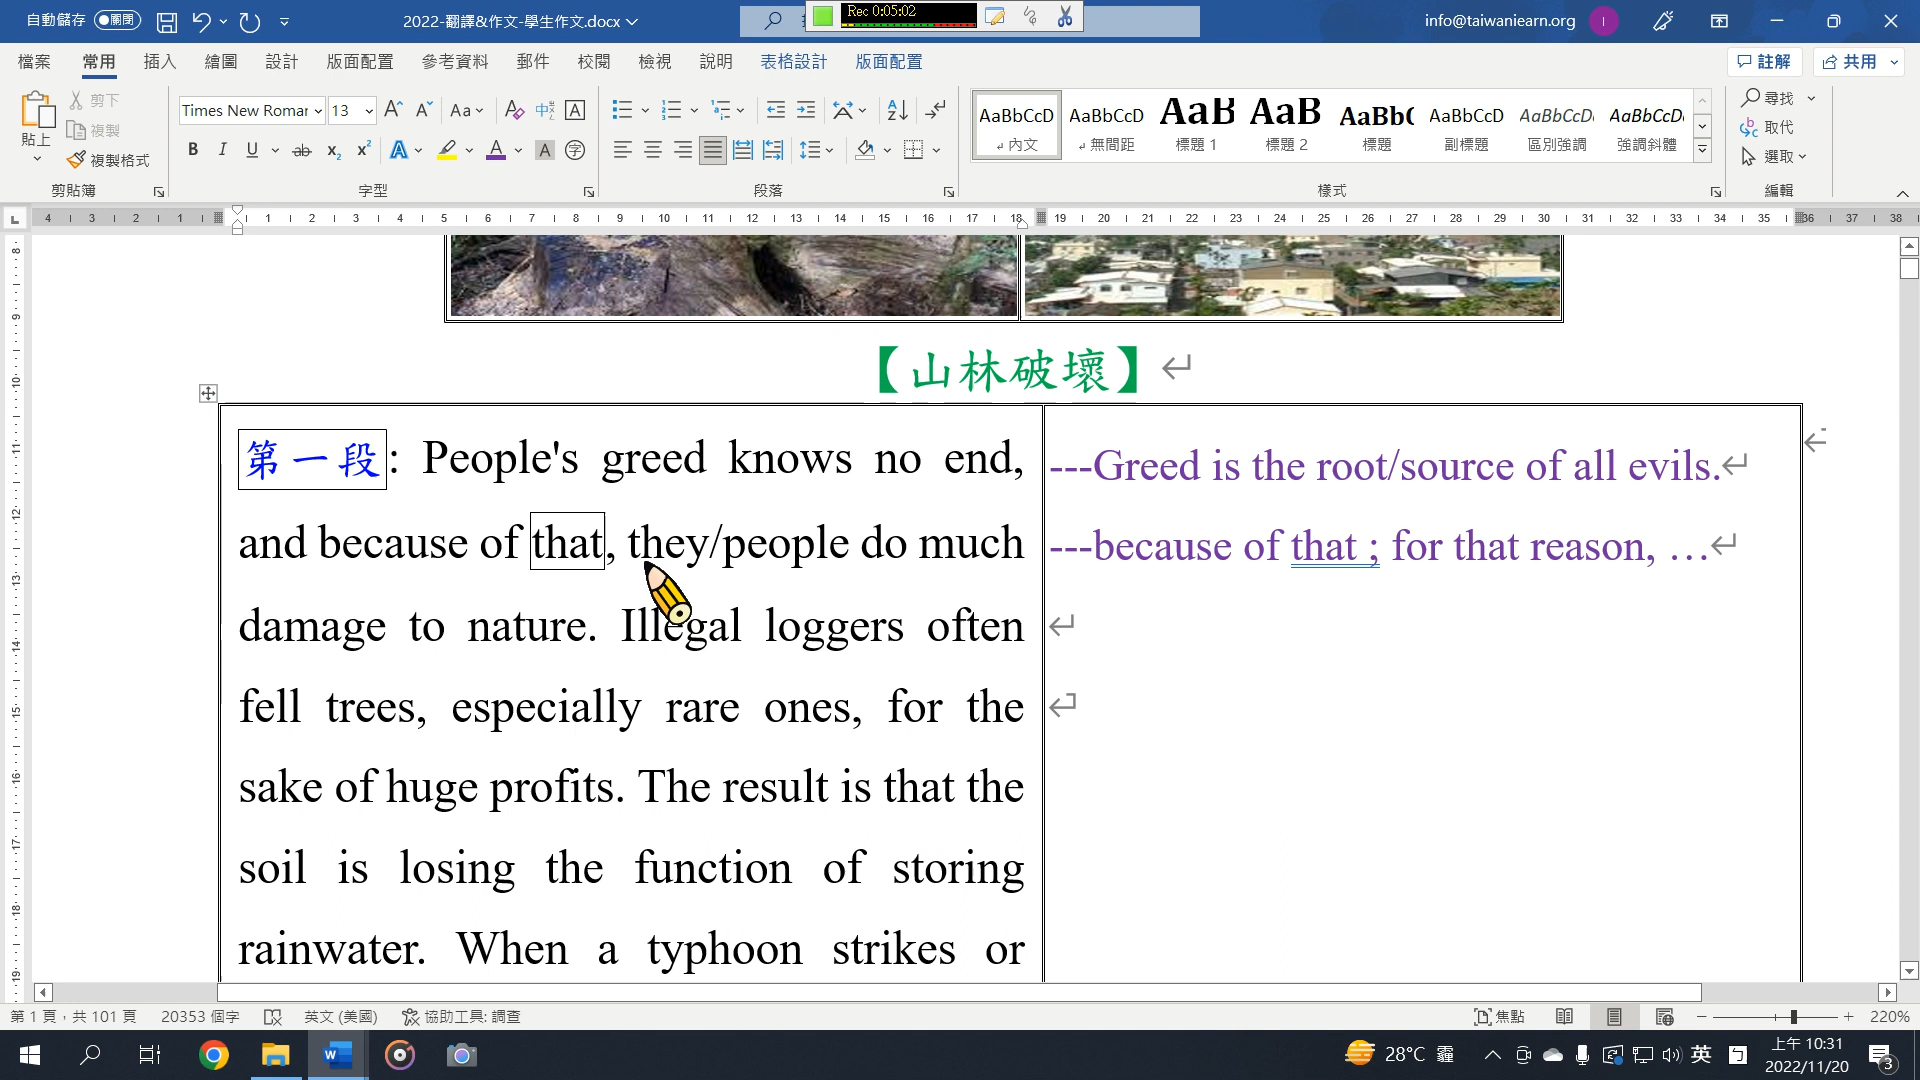 自動儲存 關閉 2022-翻譯&作文-學生作文.docx Rec 0:05:02 info@taiwaniearn.org I
檔案 常用 插入 繪圖 設計 版面配置 參考資料 郵件 校閱 檢視 說明 表格設計 版面配置 註解 共用
貼上 剪下 複製 複製格式
Times New Roman 13
AaBbCcD AaBbCcD AaB AaB AaBbC AaBbCcD AaBbCcDc AaBbCcDc
內文 無間距 標題 1 標題 2 標題 副標題 區別強調 強調斜體
尋找 取代 選取
剪貼簿 字型 段落 樣式 編輯
【山林破壞】
第一段: People's greed knows no end,
and because of that, they/people do much
damage to nature. Illegal loggers often
fell trees, especially rare ones, for the
sake of huge profits. The result is that the
soil is losing the function of storing
rainwater. When a typhoon strikes or
---Greed is the root/source of all evils.
---because of that ; for that reason, …
第 1 頁，共 101 頁 20353 個字 英文 (美國) 協助工具: 調查 焦點 220%
28°C 霾 英 上午 10:31
2022/11/20 3